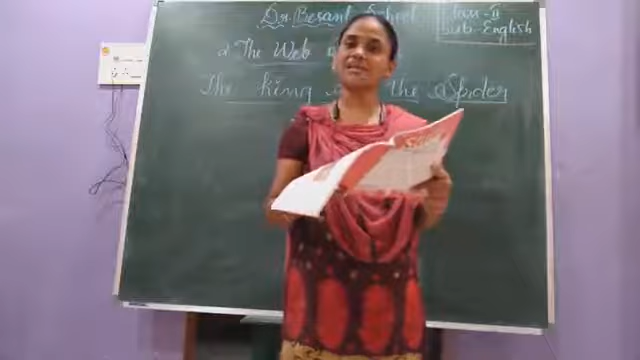 Dr. Besant School
Class-II
Sub-English
The Web
The King the Spider